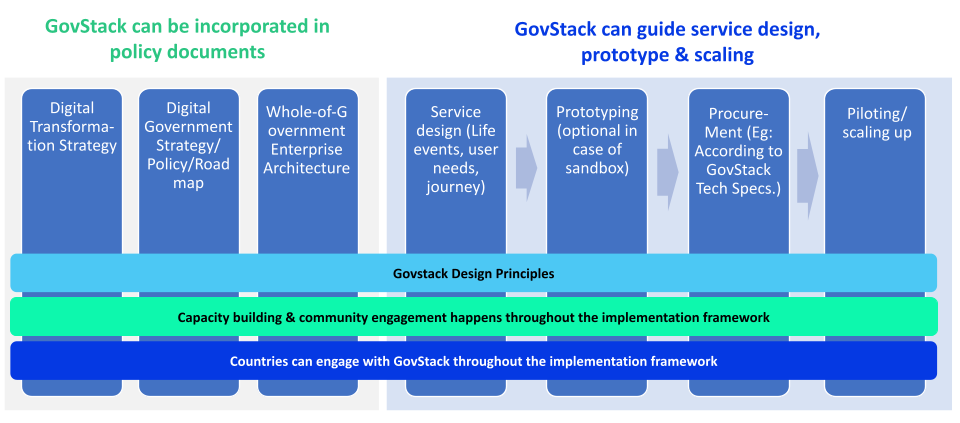 GovStack can be incorporated in
policy documents
GovStack can guide service design,
prototype & scaling
Digital
Transforma-
tion Strategy
Digital
Government
Strategy/
Policy/Road
map
Whole-of-G
overnment
Enterprise
Architecture
Service
design (Life
events, user
needs,
journey)
Prototyping
(optional in
case of
sandbox)
Procure-
Ment (Eg:
According to
GovStack
Tech Specs.)
Piloting/
scaling up
Govstack Design Principles
Capacity building & community engagement happens throughout the implementation framework
Countries can engage with GovStack throughout the implementation framework